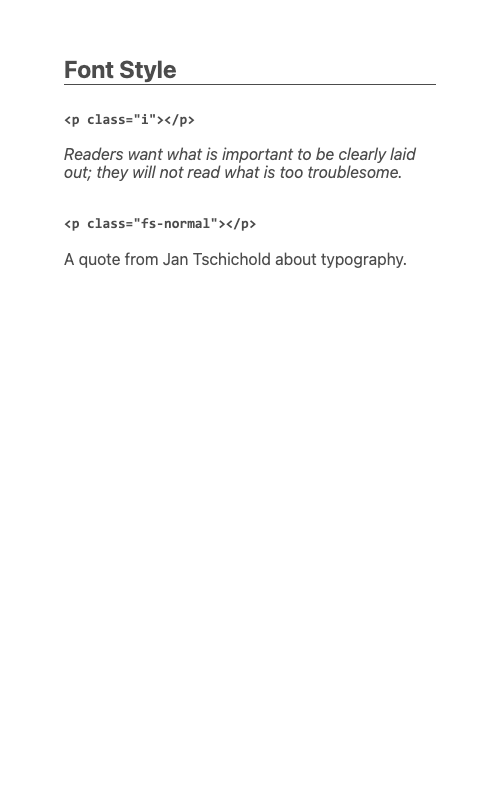 Font Style
<p class="i"></p>
Readers want what is important to be clearly laid
out; they will not read what is too troublesome.
<p class="fs-normal"></p>
A quote from Jan Tschichold about typography.